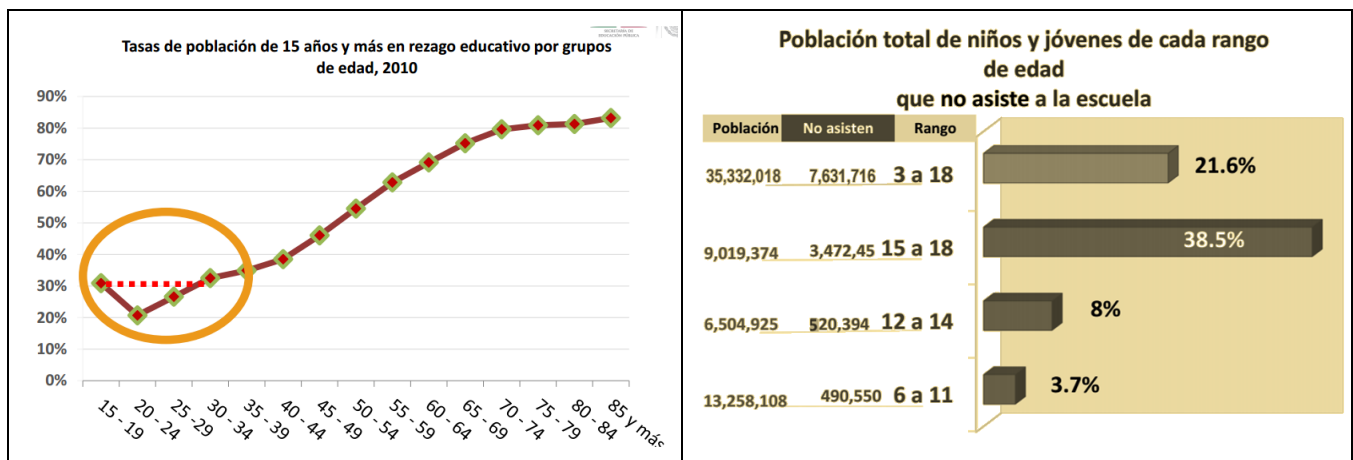 SECRETARÍA DE
EDUCACIÓN PÚBLICA
Tasas de población de 15 años y más en rezago educativo por grupos
de edad, 2010
90%
80%
70%
60%
50%
40%
30%
20%
10%
0%
15 - 19
20 - 24
25 - 29
30 - 34
35 - 39
40 - 44
45 - 49
50 - 54
55 - 59
60 - 64
65 - 69
70 - 74
75 - 79
80 - 84
85 y más
Población total de niños y jóvenes de cada rango
de edad
que no asiste a la escuela
Población No asisten Rango
35,332,018 7,631,716 3 a 18 21.6%
9,019,374 3,472,45 15 a 18 38.5%
6,504,925 520,394 12 a 14 8%
13,258,108 490,550 6 a 11 3.7%